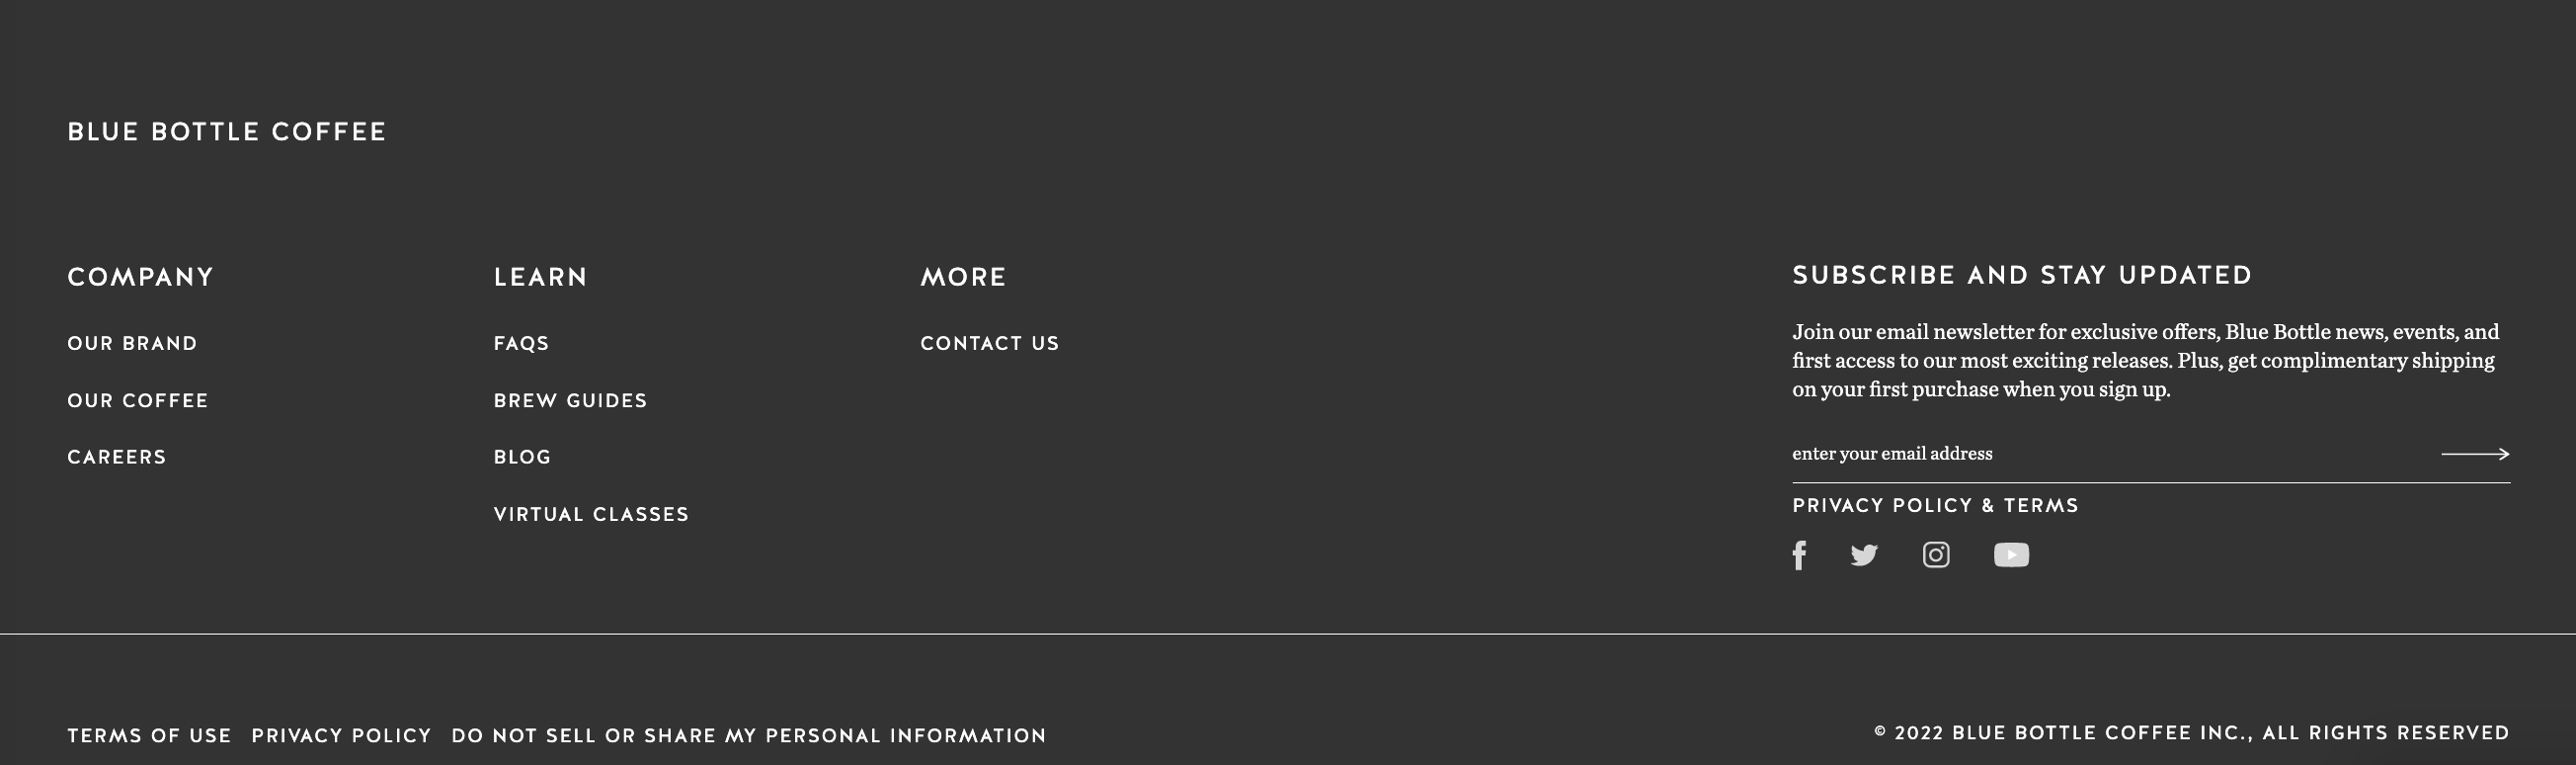 BLUE BOTTLE COFFEE
COMPANY
OUR BRAND
OUR COFFEE
CAREERS
LEARN
FAQS
BREW GUIDES
BLOG
VIRTUAL CLASSES
MORE
CONTACT US
SUBSCRIBE AND STAY UPDATED
Join our email newsletter for exclusive offers, Blue Bottle news, events, and
first access to our most exciting releases. Plus, get complimentary shipping
on your first purchase when you sign up.
enter your email address
PRIVACY POLICY & TERMS
TERMS OF USE PRIVACY POLICY DO NOT SELL OR SHARE MY PERSONAL INFORMATION
© 2022 BLUE BOTTLE COFFEE INC., ALL RIGHTS RESERVED